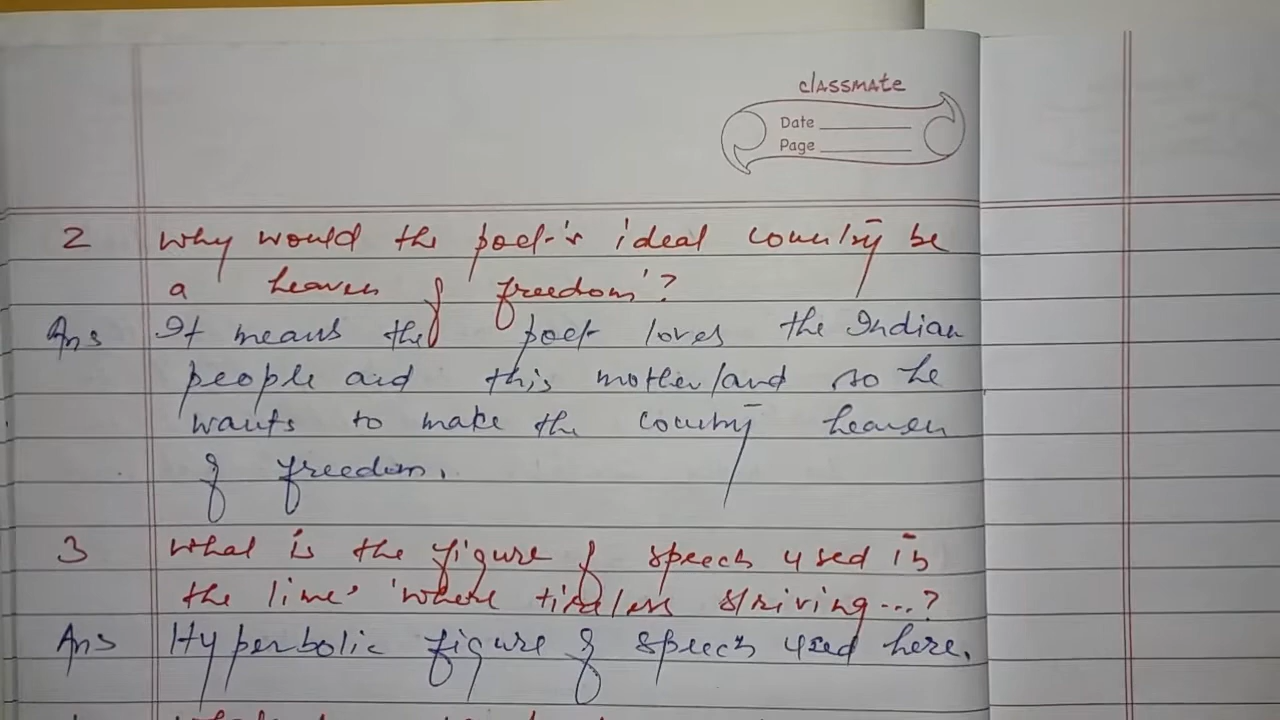 classmate
Date
Page
2 Why would the poet's ideal country be
a heaven of freedom'?
Ans It means the poet loves the Indian
people and this motherland so he
wants to make the country heaven
of freedom.
3 What is the figure of speech used in
the line 'where tireless striving...?
Ans Hyperbolic figure of speech used here.